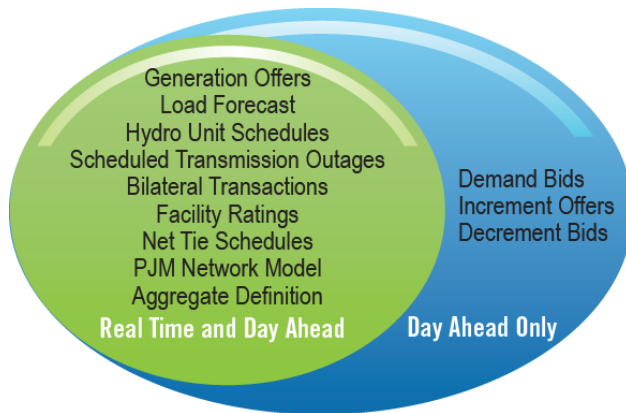 Generation Offers
Load Forecast
Hydro Unit Schedules
Scheduled Transmission Outages
Bilateral Transactions
Facility Ratings
Net Tie Schedules
PJM Network Model
Aggregate Definition
Real Time and Day Ahead
Demand Bids
Increment Offers
Decrement Bids
Day Ahead Only